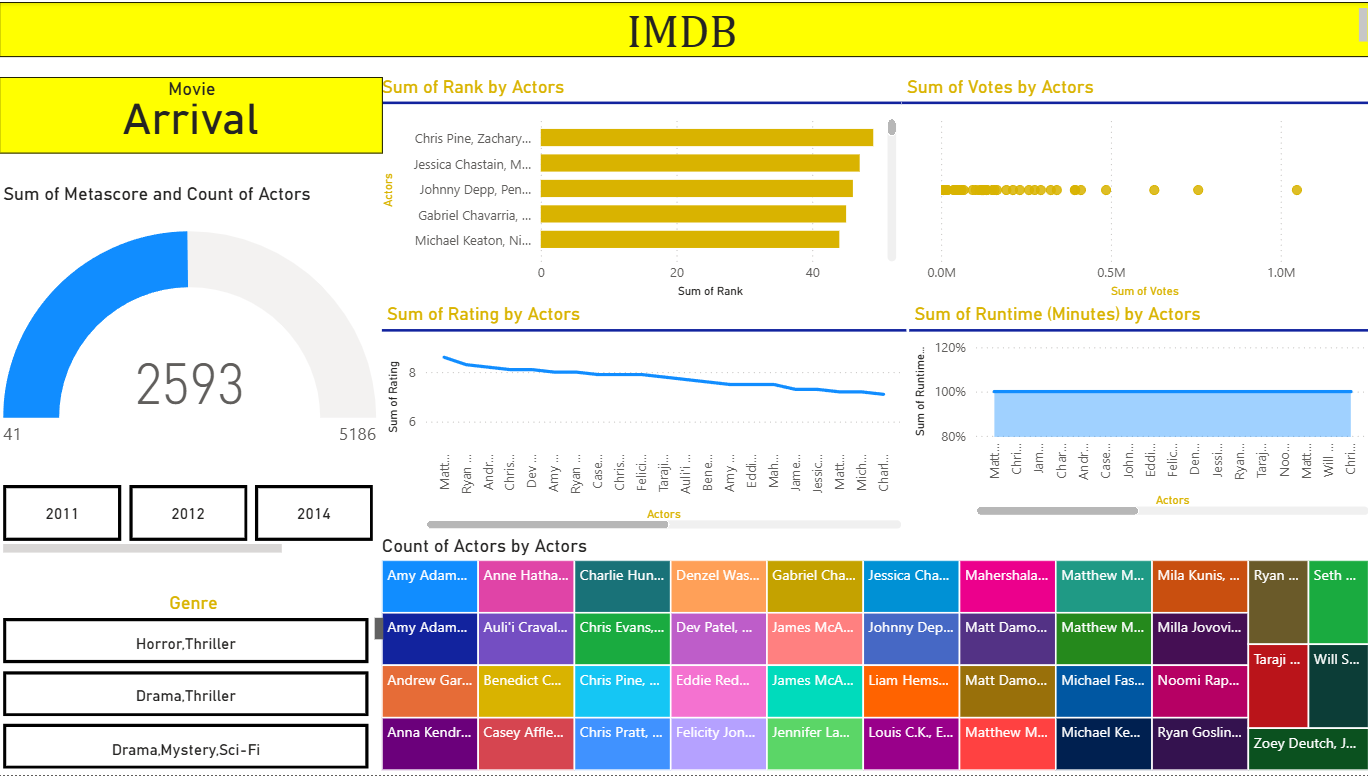 IMDB
Movie
Arrival
Sum of Metascore and Count of Actors
2593
41
5186
2011
2012
2014
Genre
Horror,Thriller
Drama,Thriller
Drama,Mystery,Sci-Fi
Sum of Rank by Actors
Actors
Chris Pine, Zachary...
Jessica Chastain, M...
Johnny Depp, Pen...
Gabriel Chavarria, ...
Michael Keaton, Ni...
0
20
40
Sum of Rank
Sum of Votes by Actors
0.0M
0.5M
1.0M
Sum of Votes
Sum of Rating by Actors
Sum of Rating
8
6
Matt...
Ryan ...
Andr...
Chris...
Dev ...
Amy ...
Ryan ...
Case...
Chris...
Felici...
Taraji...
Auli'i ...
Bene...
Amy ...
Eddi...
Mah...
Jame...
Jessic...
Matt...
Mich...
Charl...
Actors
Sum of Runtime (Minutes) by Actors
Sum of Runtime...
120%
100%
80%
Matt...
Chri...
Jam...
Char...
Andr...
Case...
John...
Eddi...
Felic...
Den...
Jessi...
Ryan...
Taraj...
Noo...
Matt...
Will ...
Chri...
Actors
Count of Actors by Actors
Amy Adam...
Anne Hatha...
Charlie Hun...
Denzel Was...
Gabriel Cha...
Jessica Cha...
Mahershala...
Matthew M...
Mila Kunis, ...
Ryan ...
Seth ...
Amy Adam...
Auli'i Craval...
Chris Evans,...
Dev Patel, ...
James McA...
Johnny Dep...
Matt Damo...
Matthew M...
Milla Jovovi...
Taraji ...
Will S...
Andrew Gar...
Benedict C...
Chris Pine, ...
Eddie Red...
James McA...
Liam Hems...
Matt Damo...
Michael Fas...
Noomi Rap...
Anna Kendr...
Casey Affle...
Chris Pratt, ...
Felicity Jon...
Jennifer La...
Louis C.K., E...
Matthew M...
Michael Ke...
Ryan Goslin...
Zoey Deutch, J...